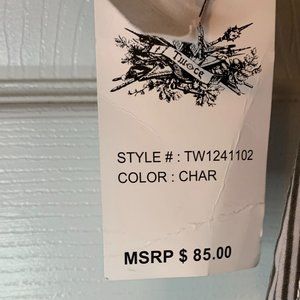 STYLE # : TW1241102
COLOR : CHAR
MSRP $ 85.00